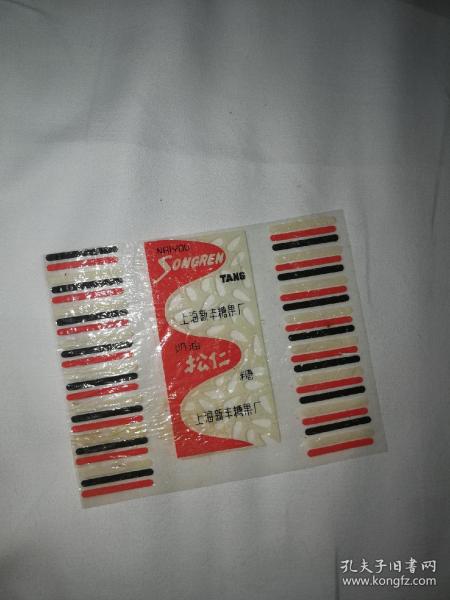 NAIYOU
SONGREN
TANG
上海新丰糖果厂
奶油
松仁
糖
上海新丰糖果厂
孔夫子旧书网
www.kongfz.com